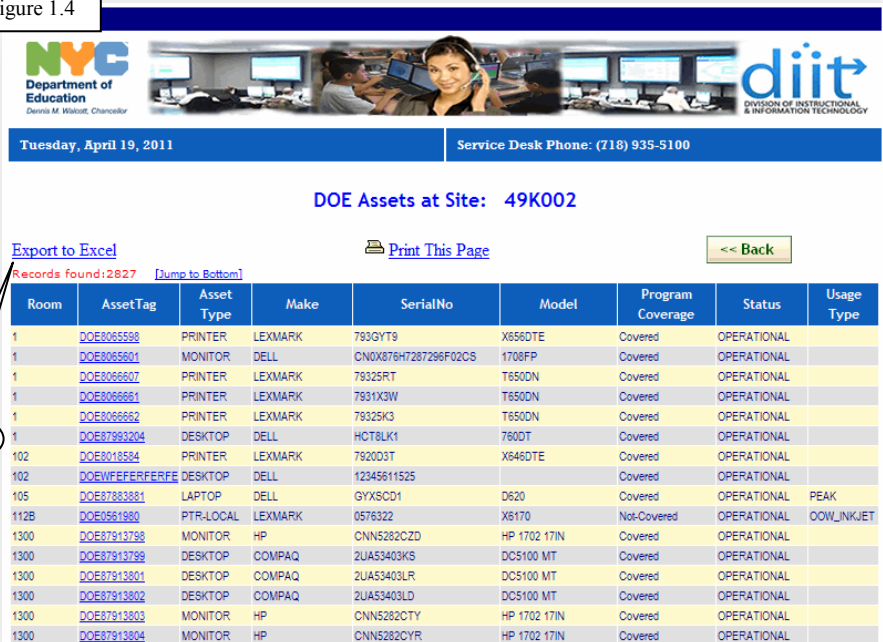 igure 1.4
NYC
Department of
Education
Dennis M. Walcott, Chancellor
diit
DIVISION OF INSTRUCTIONAL
& INFORMATION TECHNOLOGY
Tuesday, April 19, 2011 Service Desk Phone: (718) 935-5100
DOE Assets at Site: 49K002
Export to Excel Print This Page << Back
Records found:2827 [Jump to Bottom]
Room AssetTag Asset Type Make SerialNo Model Program Coverage Status Usage Type
1 DOE8065598 PRINTER LEXMARK 793GYT9 X656DTE Covered OPERATIONAL
1 DOE8065601 MONITOR DELL CN0X876H7287296F02CS 1708FP Covered OPERATIONAL
1 DOE8066607 PRINTER LEXMARK 79325RT T650DN Covered OPERATIONAL
1 DOE8066661 PRINTER LEXMARK 7931X3W T650DN Covered OPERATIONAL
1 DOE8066662 PRINTER LEXMARK 79325K3 T650DN Covered OPERATIONAL
1 DOE87993204 DESKTOP DELL HCT8LK1 760DT Covered OPERATIONAL
102 DOE8018584 PRINTER LEXMARK 7920D3T X646DTE Covered OPERATIONAL
102 DOEWFEFERFERFE DESKTOP DELL 12345611525 Covered OPERATIONAL
105 DOE87883881 LAPTOP DELL GYXSCD1 D620 Covered OPERATIONAL PEAK
112B DOE0561980 PTR-LOCAL LEXMARK 0576322 X6170 Not-Covered OPERATIONAL OOW_INKJET
1300 DOE87913798 MONITOR HP CNN5282CZD HP 1702 17IN Covered OPERATIONAL
1300 DOE87913799 DESKTOP COMPAQ 2UA53403KS DC5100 MT Covered OPERATIONAL
1300 DOE87913801 DESKTOP COMPAQ 2UA53403LR DC5100 MT Covered OPERATIONAL
1300 DOE87913802 DESKTOP COMPAQ 2UA53403LD DC5100 MT Covered OPERATIONAL
1300 DOE87913803 MONITOR HP CNN5282CTY HP 1702 17IN Covered OPERATIONAL
1300 DOE87913804 MONITOR HP CNN5282CYR HP 1702 17IN Covered OPERATIONAL